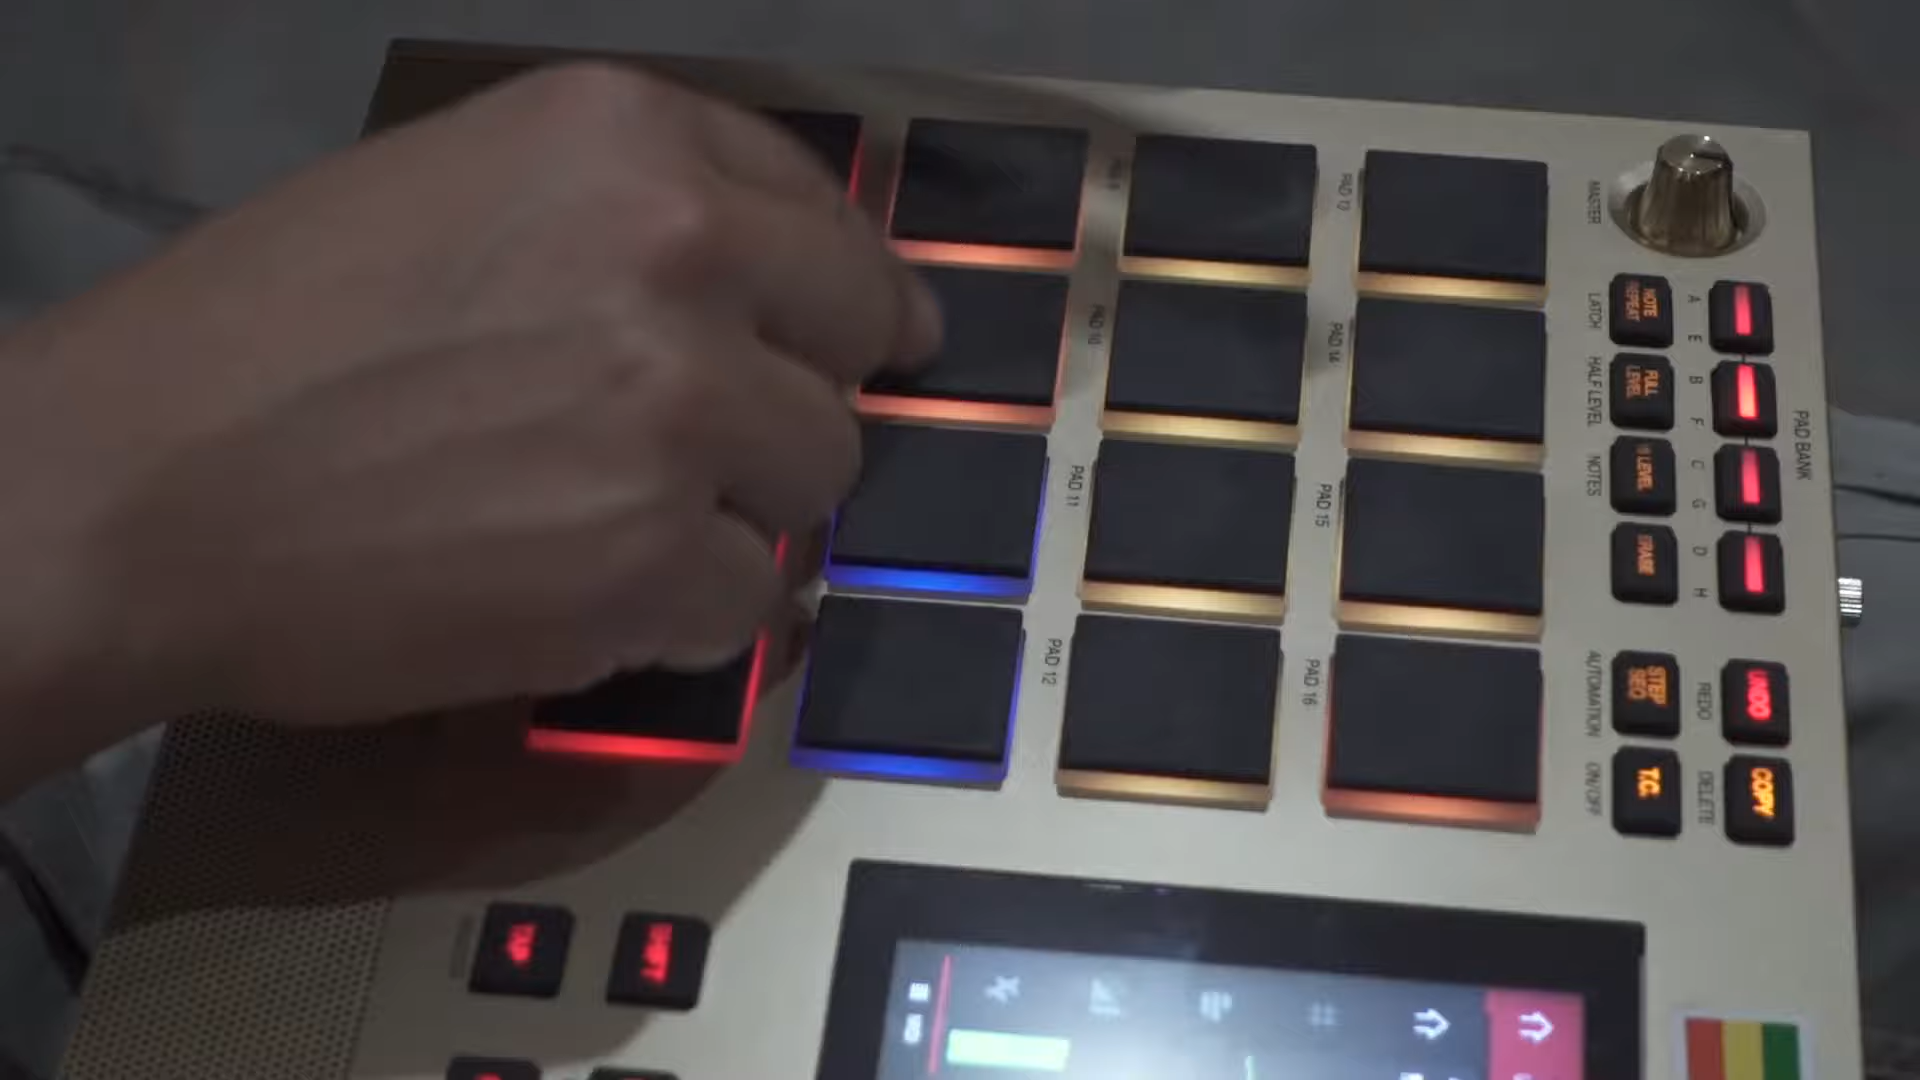 PAD 13
MASTER
PAD 10
PAD 14
PAD 11
PAD 15
PAD 12
PAD 16
NOTE REPEAT
LATCH
FULL LEVEL
HALF LEVEL
LEVEL
NOTES
ERASE
A
E
B
F
C
G
D
H
PAD BANK
STEP SEQ
AUTOMATION
UNDO
REDO
T.C.
ON/OFF
COPY
DELETE
TAP
SHIFT